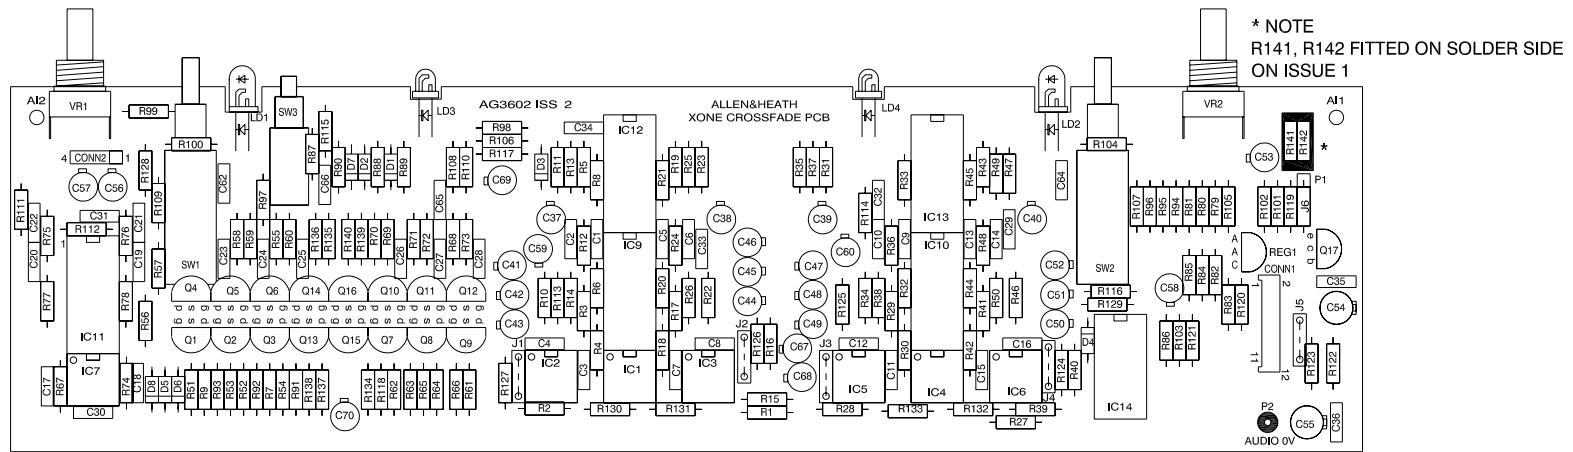 * NOTE
R141, R142 FITTED ON SOLDER SIDE
ON ISSUE 1
AI2
VR1
R99
LD1
SW3
R115
LD3
AG3602 ISS 2
ALLEN&HEATH
XONE CROSSFADE PCB
LD4
LD2
VR2
AI1
R141
R142
*
4 CONN2 1
C57
C56
R128
R109
R100
C62
R97
R87
C66
R90
D7
D2
R88
D1
R89
R108
R110
C65
R98
R106
R117
C69
C34
D3
R11
R13
R5
R8
IC12
R21
R19
R25
R23
R35
R37
R31
R114
C32
R33
IC13
R45
R43
R49
R47
C64
R104
C53
P1
R111
C22
R75
C31
R112
1
C21
R76
C20
C19
R57
SW1
C23
R58
R59
C24
R55
R60
C25
R136
R135
R140
R139
R70
R69
C26
R71
R72
C27
R68
R73
C28
C37
C59
C41
C42
C43
C2
R12
C1
IC9
C5
R24
C6
C33
C38
C46
C45
C44
C39
C60
C47
C48
C49
C10
R36
C9
IC10
C13
R48
C14
C29
C40
C52
C51
C50
SW2
R116
R129
R107
R96
R95
R94
R81
R80
R79
R105
R102
R101
R119
J6
A
A
C
REG1
e
c
b
Q17
CONN1
R77
R78
R56
IC11
Q4
Q5
Q6
Q14
Q16
Q10
Q11
Q12
d s g d s g d s g d s g d s g d s g d s g d s g
Q1
Q2
Q3
Q13
Q15
Q7
Q8
Q9
R10
R113
R14
R3
R6
R20
R17
R26
R22
R125
R34
R38
R29
R32
R44
R41
R50
R46
C58
R85
R84
R82
R83
R120
1
2
11
12
J5
C35
C54
IC7
C17
R67
R74
C18
C30
D8
D5
D6
R51
R9
R93
R53
R52
R92
R7
R54
R91
R138
R137
C70
R134
R118
R62
R63
R65
R64
R66
R61
J1
R127
C4
IC2
C3
R2
R4
IC1
R130
R18
C7
C8
IC3
R131
J2
R126
R16
C67
C68
R15
R1
J3
C12
IC5
C11
R28
R30
IC4
R133
R42
C15
C16
IC6
R132
R39
R27
J4
R124
R40
D4
IC14
R86
R103
R121
R123
R122
P2
AUDIO 0V
C55
C36